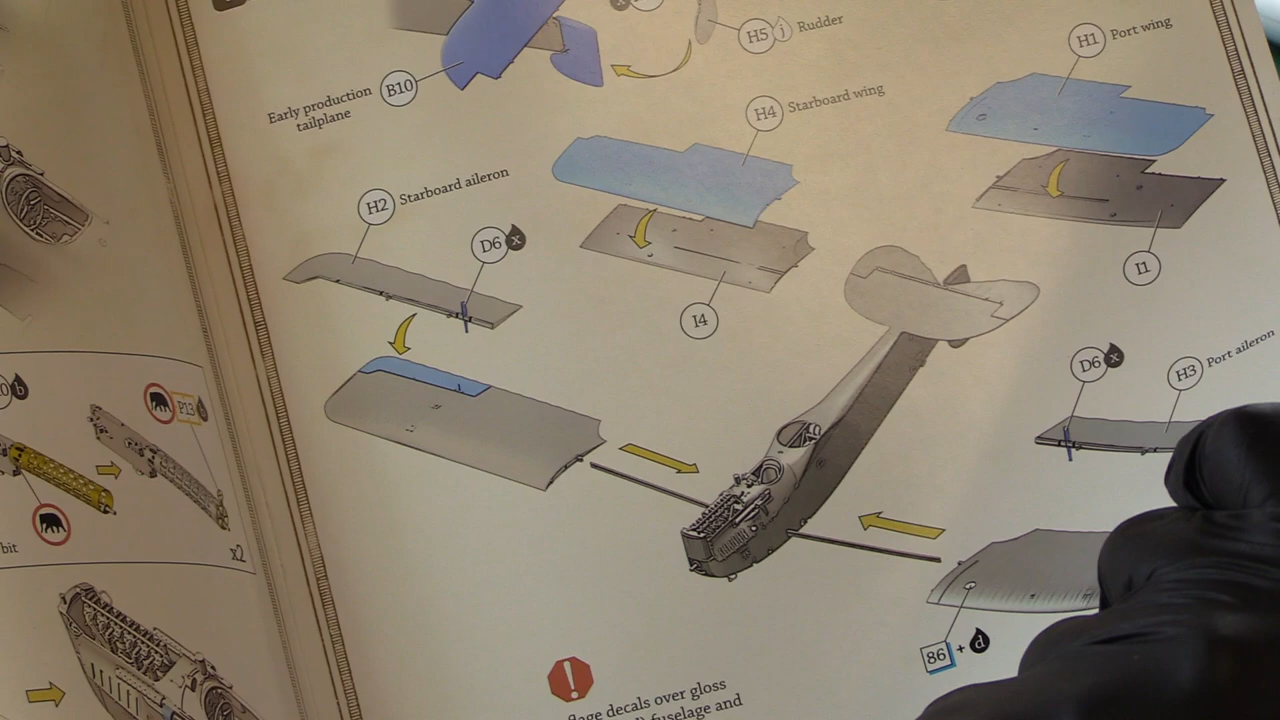 H5 j Rudder
H1 Port wing
Early production B10
tailplane
H4 Starboard wing
H2 Starboard aileron
D6 x
I4
I1
D6 x
H3 Port aileron
b
P13
bit
x2
86 + d
decals over gloss
fuselage and